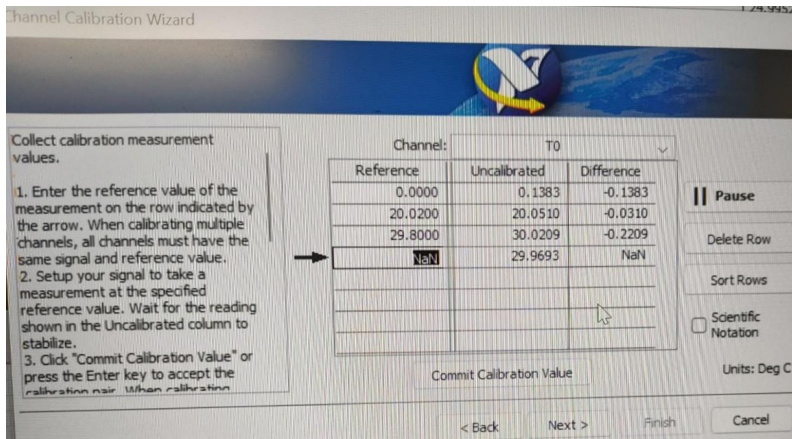 Channel Calibration Wizard
Collect calibration measurement
values.
1. Enter the reference value of the
measurement on the row indicated by
the arrow. When calibrating multiple
channels, all channels must have the
same signal and reference value.
2. Setup your signal to take a
measurement at the specified
reference value. Wait for the reading
shown in the Uncalibrated column to
stabilize.
3. Click "Commit Calibration Value" or
press the Enter key to accept the
calibration pair. When calibrating
Channel: T0
Reference Uncalibrated Difference
0.0000 0.1383 -0.1383
20.0200 20.0510 -0.0310
29.8000 30.0209 -0.2209
NaN 29.9693 NaN
Commit Calibration Value
Pause
Delete Row
Sort Rows
Scientific
Notation
Units: Deg C
< Back Next > Finish Cancel